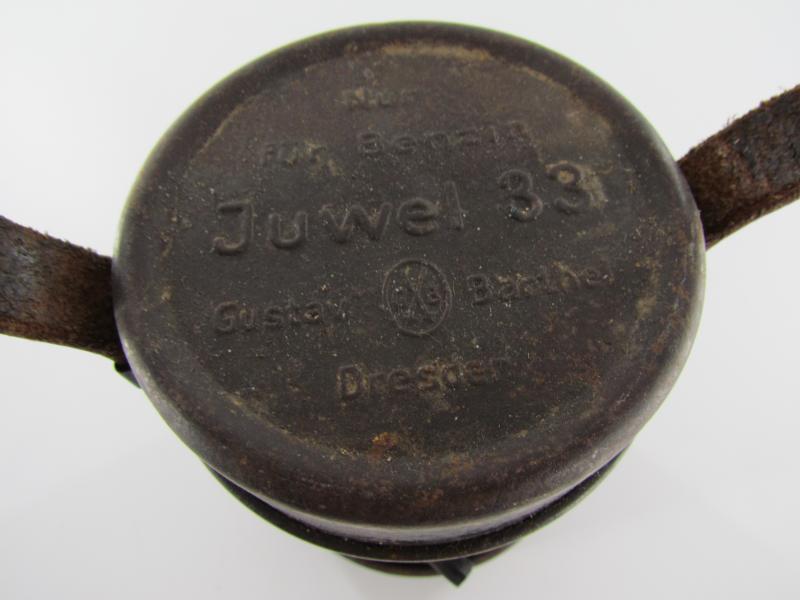 Nur
für Benzin
Juwel 33
Gustav Barthel
Dresden